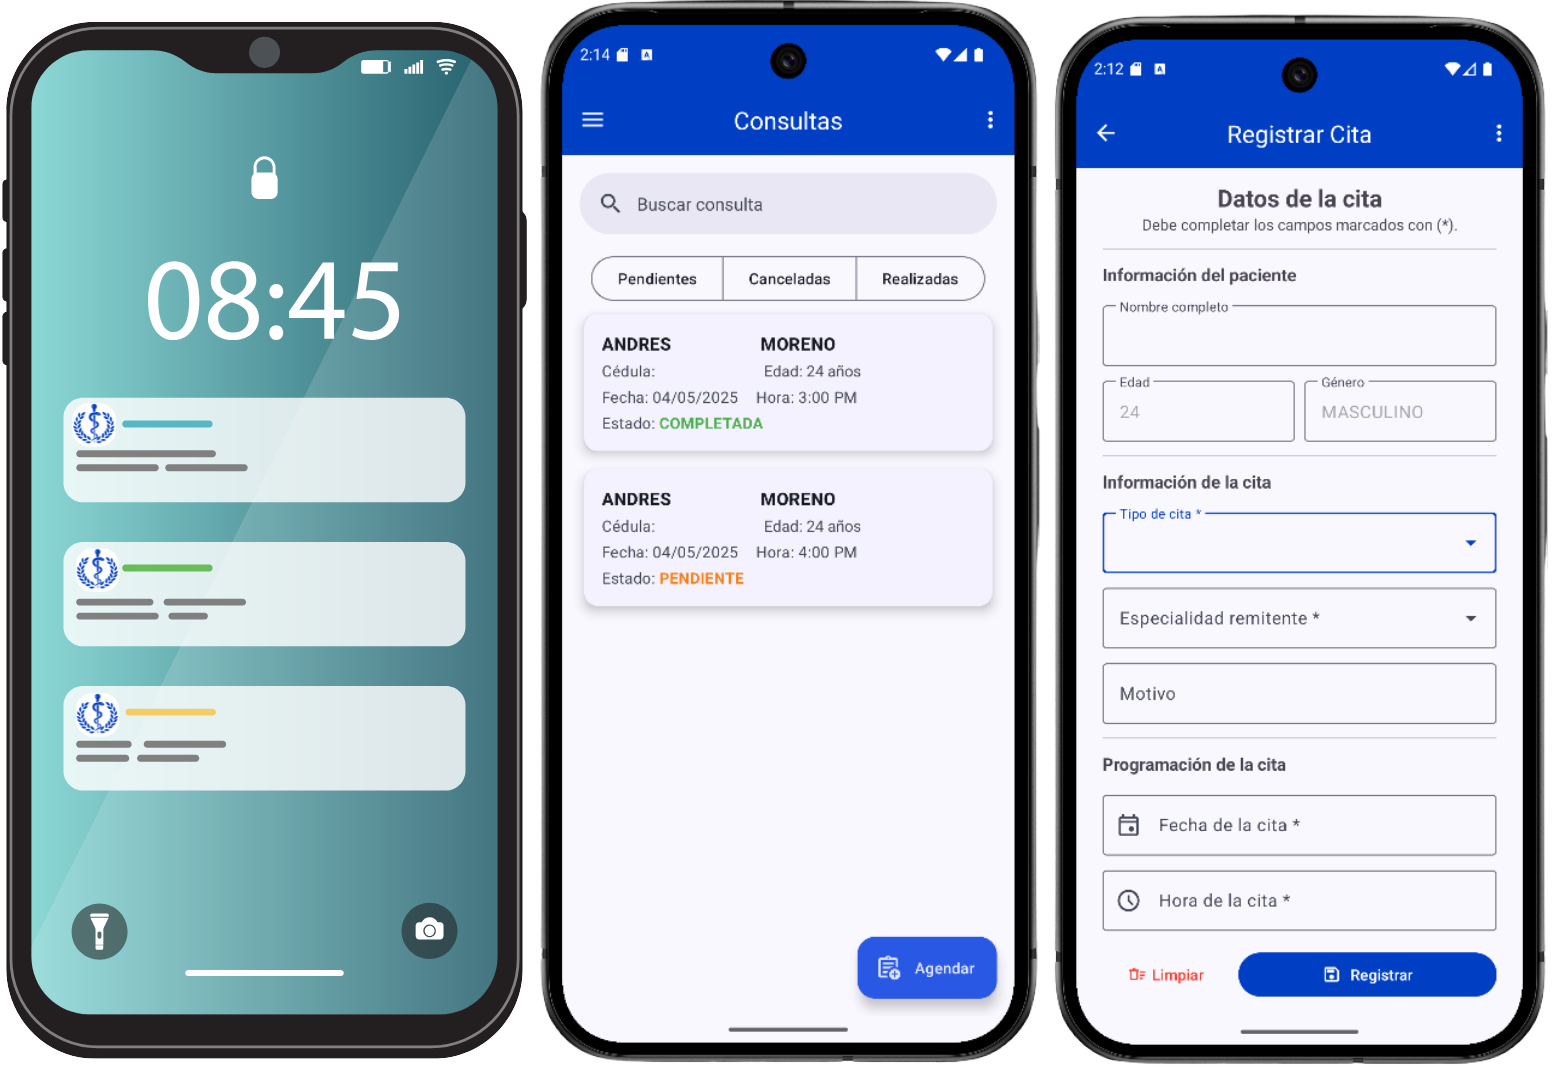 08:45
2:14
Consultas
Buscar consulta
Pendientes Canceladas Realizadas
ANDRES MORENO
Cédula: Edad: 24 años
Fecha: 04/05/2025 Hora: 3:00 PM
Estado: COMPLETADA
ANDRES MORENO
Cédula: Edad: 24 años
Fecha: 04/05/2025 Hora: 4:00 PM
Estado: PENDIENTE
Agendar
2:12
Registrar Cita
Datos de la cita
Debe completar los campos marcados con (*).
Información del paciente
Nombre completo
Edad Género
24 MASCULINO
Información de la cita
Tipo de cita *
Especialidad remitente *
Motivo
Programación de la cita
Fecha de la cita *
Hora de la cita *
Limpiar Registrar